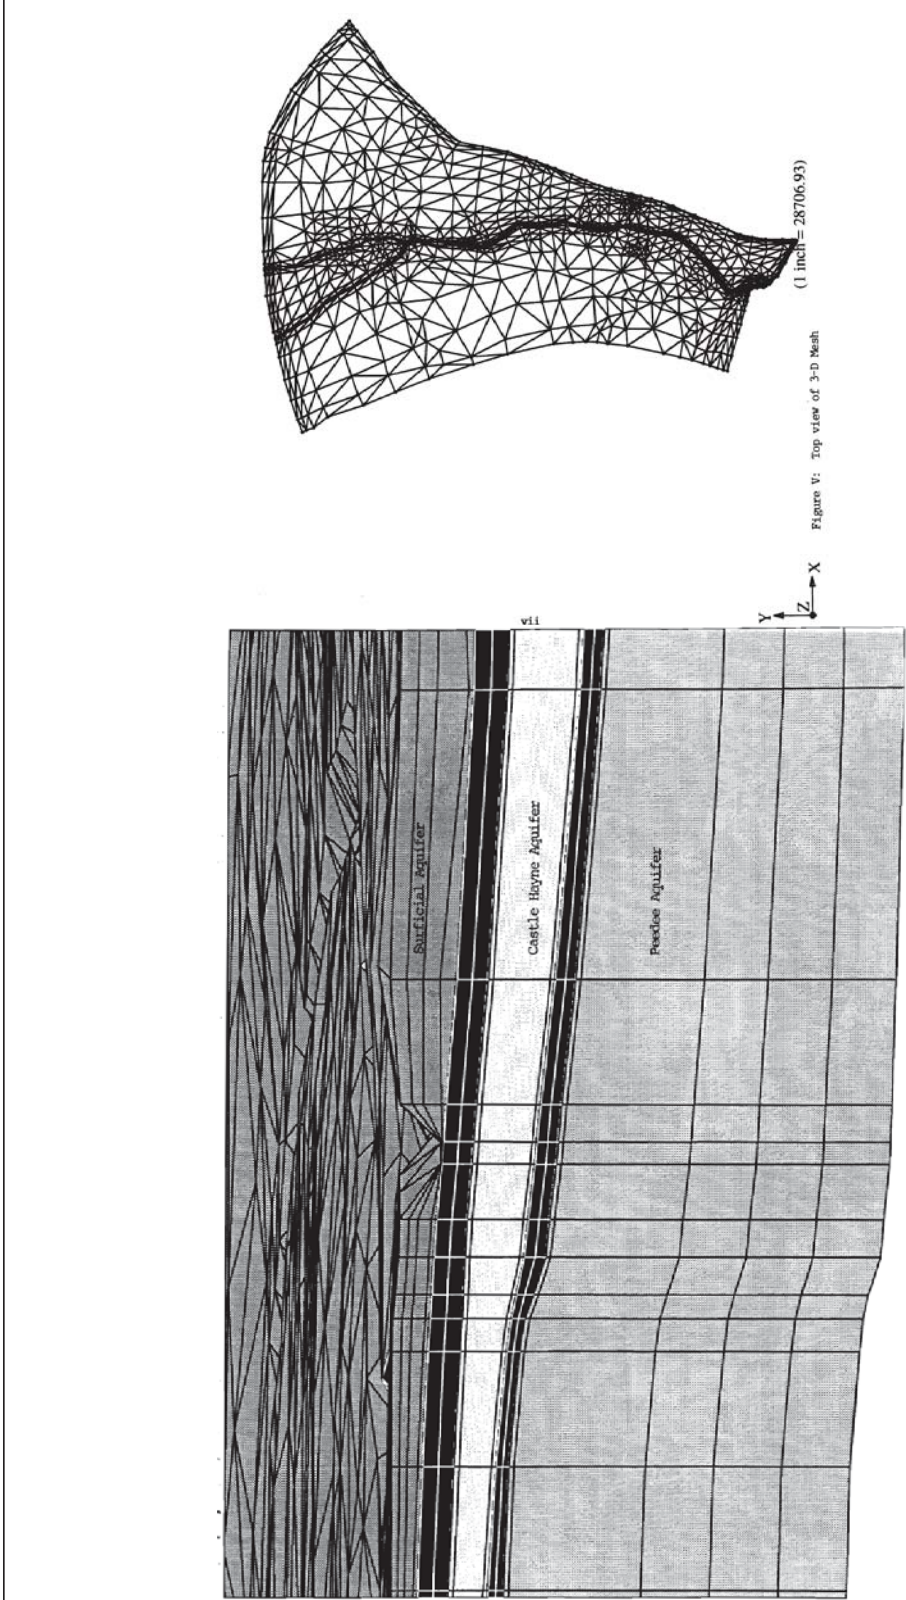 (1 inch = 28706.93)
Figure V: Top view of 3-D Mesh
Y
Z
X
vii
Surficial Aquifer
Castle Hayne Aquifer
Peedee Aquifer